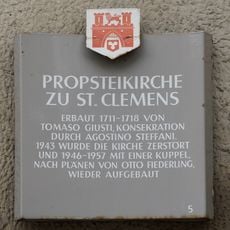 PROPSTEIKIRCHE
ZU ST. CLEMENS
ERBAUT 1711–1718 VON
TOMASO GIUSTI, KONSEKRATION
DURCH AGOSTINO STEFFANI.
1943 WURDE DIE KIRCHE ZERSTÖRT
UND 1946–1957 MIT EINER KUPPEL,
NACH PLÄNEN VON OTTO FIEDERLING,
WIEDER AUFGEBAUT
5